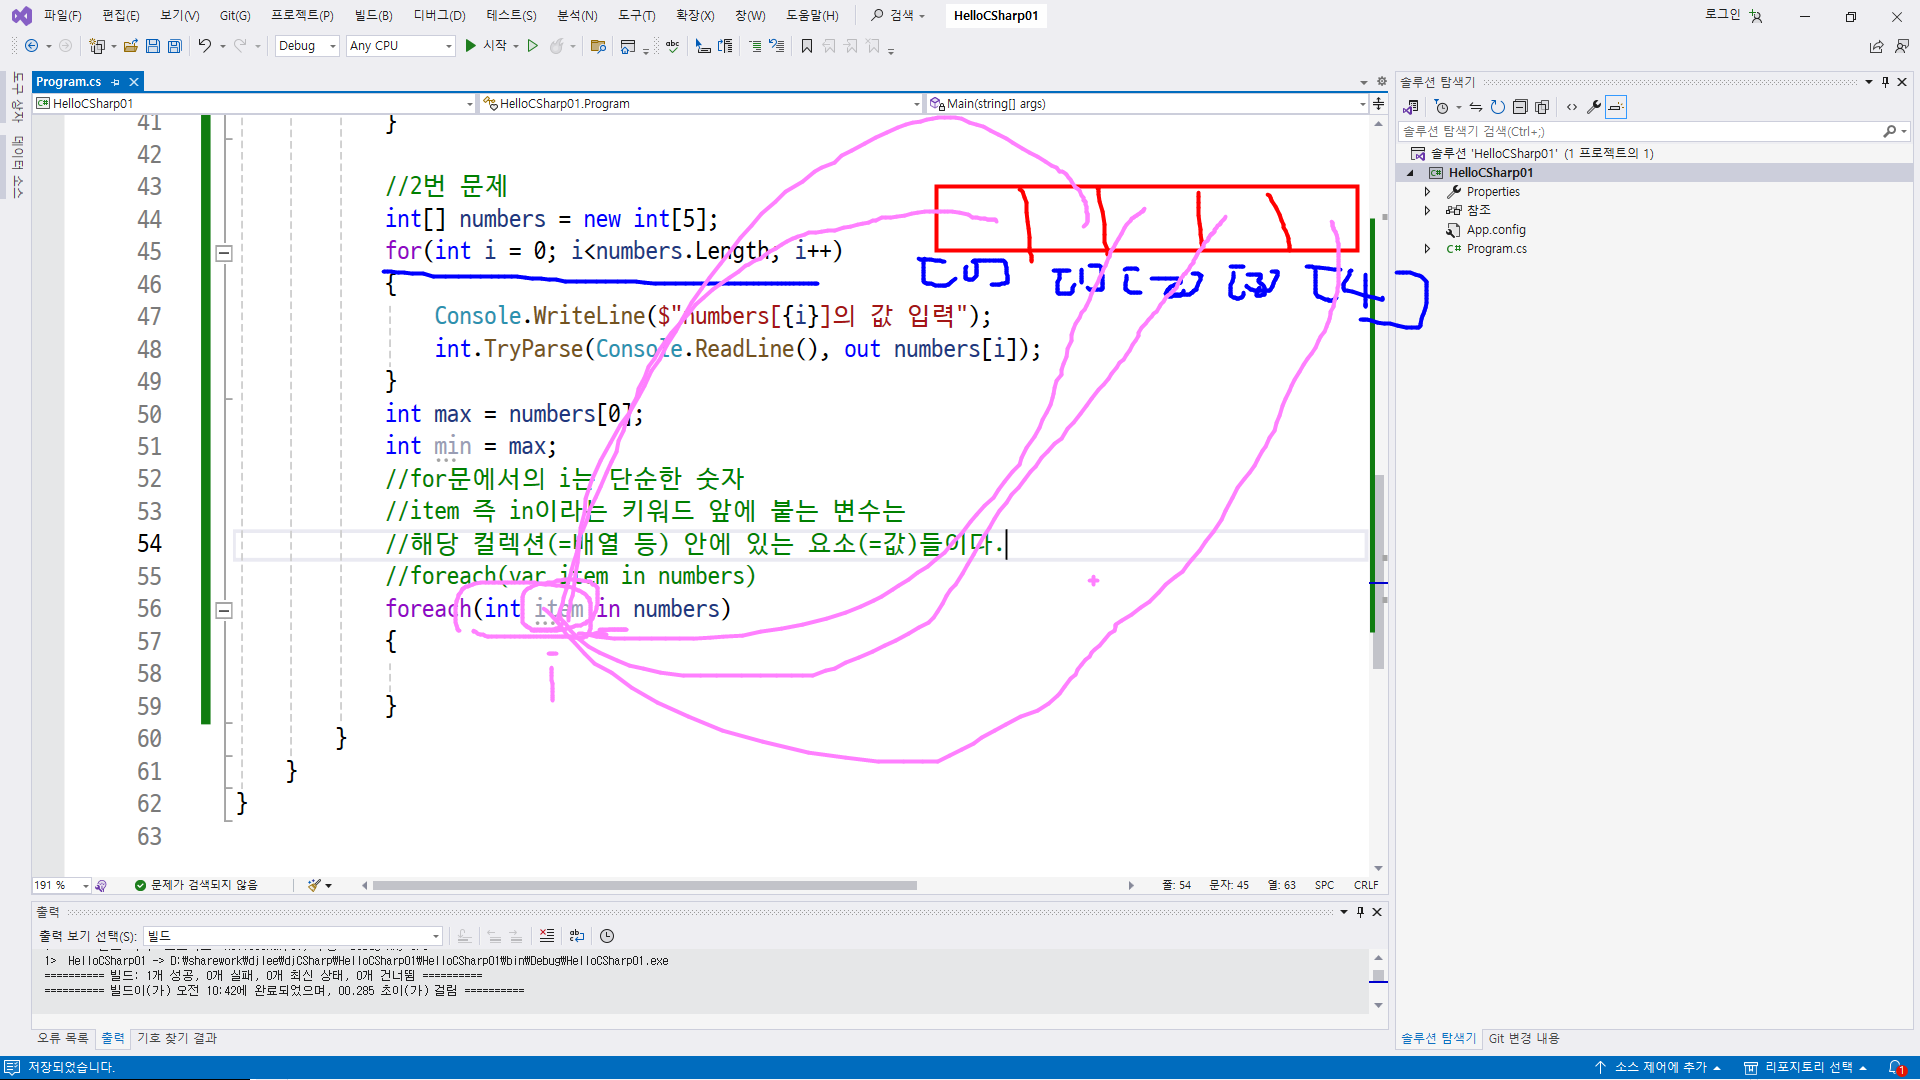 파일(F) 편집(E) 보기(V) Git(G) 프로젝트(P) 빌드(B) 디버그(D) 테스트(S) 분석(N) 도구(T) 확장(X) 창(W) 도움말(H) 검색 HelloCSharp01 로그인
Debug Any CPU 시작
도구 상자
데이터 소스
Program.cs
HelloCSharp01 HelloCSharp01.Program Main(string[] args)
41 }
42
43 //2번 문제
44 int[] numbers = new int[5];
45 for(int i = 0; i<numbers.Length; i++)
46 {
47 Console.WriteLine($"numbers[{i}]의 값 입력");
48 int.TryParse(Console.ReadLine(), out numbers[i]);
49 }
50 int max = numbers[0];
51 int min = max;
52 //for문에서의 i는 단순한 숫자
53 //item 즉 in이라는 키워드 앞에 붙는 변수는
54 //해당 컬렉션(=배열 등) 안에 있는 요소(=값)들이다.
55 //foreach(var item in numbers)
56 foreach(int item in numbers)
57 {
58
59 }
60 }
61 }
62 }
63
[0] [1] [2] [3] [4]
191 % 문제가 검색되지 않음 줄: 54 문자: 45 열: 63 SPC CRLF
출력
출력 보기 선택(S): 빌드
1> HelloCSharp01 -> D:₩sharework₩djlee₩djCSharp₩HelloCSharp01₩HelloCSharp01₩bin₩Debug₩HelloCSharp01.exe
========== 빌드: 1개 성공, 0개 실패, 0개 최신 상태, 0개 건너뜀 ==========
========== 빌드이(가) 오전 10:42에 완료되었으며, 00.285 초이(가) 걸림 ==========
오류 목록 출력 기호 찾기 결과
솔루션 탐색기
솔루션 탐색기 검색(Ctrl+;)
솔루션 'HelloCSharp01' (1 프로젝트의 1)
HelloCSharp01
Properties
참조
App.config
C# Program.cs
솔루션 탐색기 Git 변경 내용
저장되었습니다. 소스 제어에 추가 리포지토리 선택 1